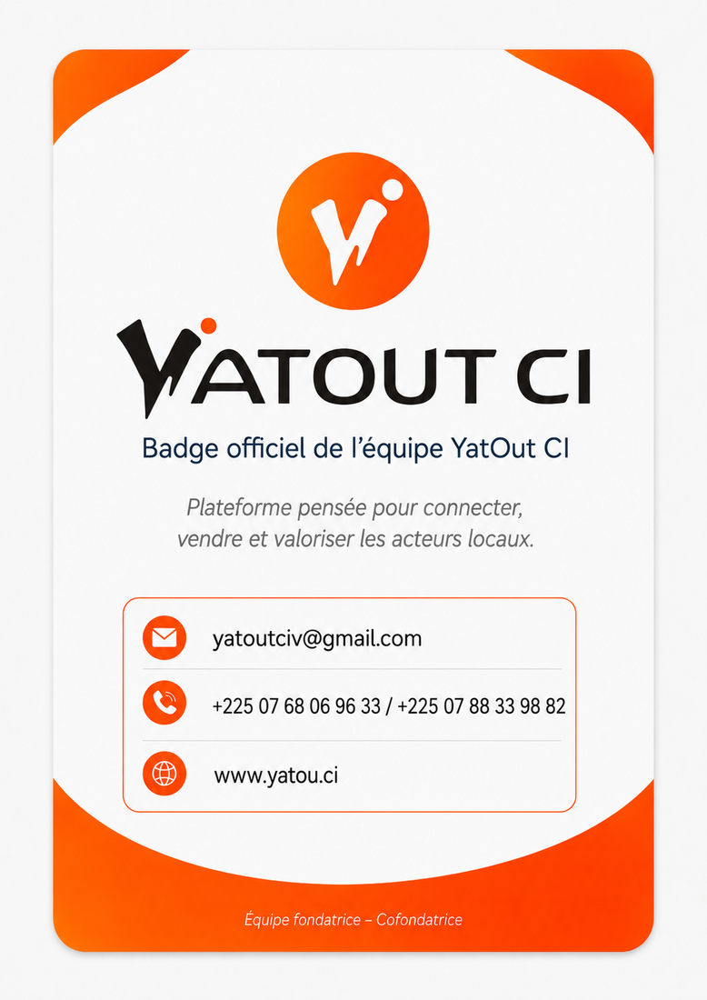 YATOUT CI
Badge officiel de l’équipe YatOut CI
Plateforme pensée pour connecter,
vendre et valoriser les acteurs locaux.
yatoutciv@gmail.com
+225 07 68 06 96 33 / +225 07 88 33 98 82
www.yatou.ci
Équipe fondatrice – Cofondatrice